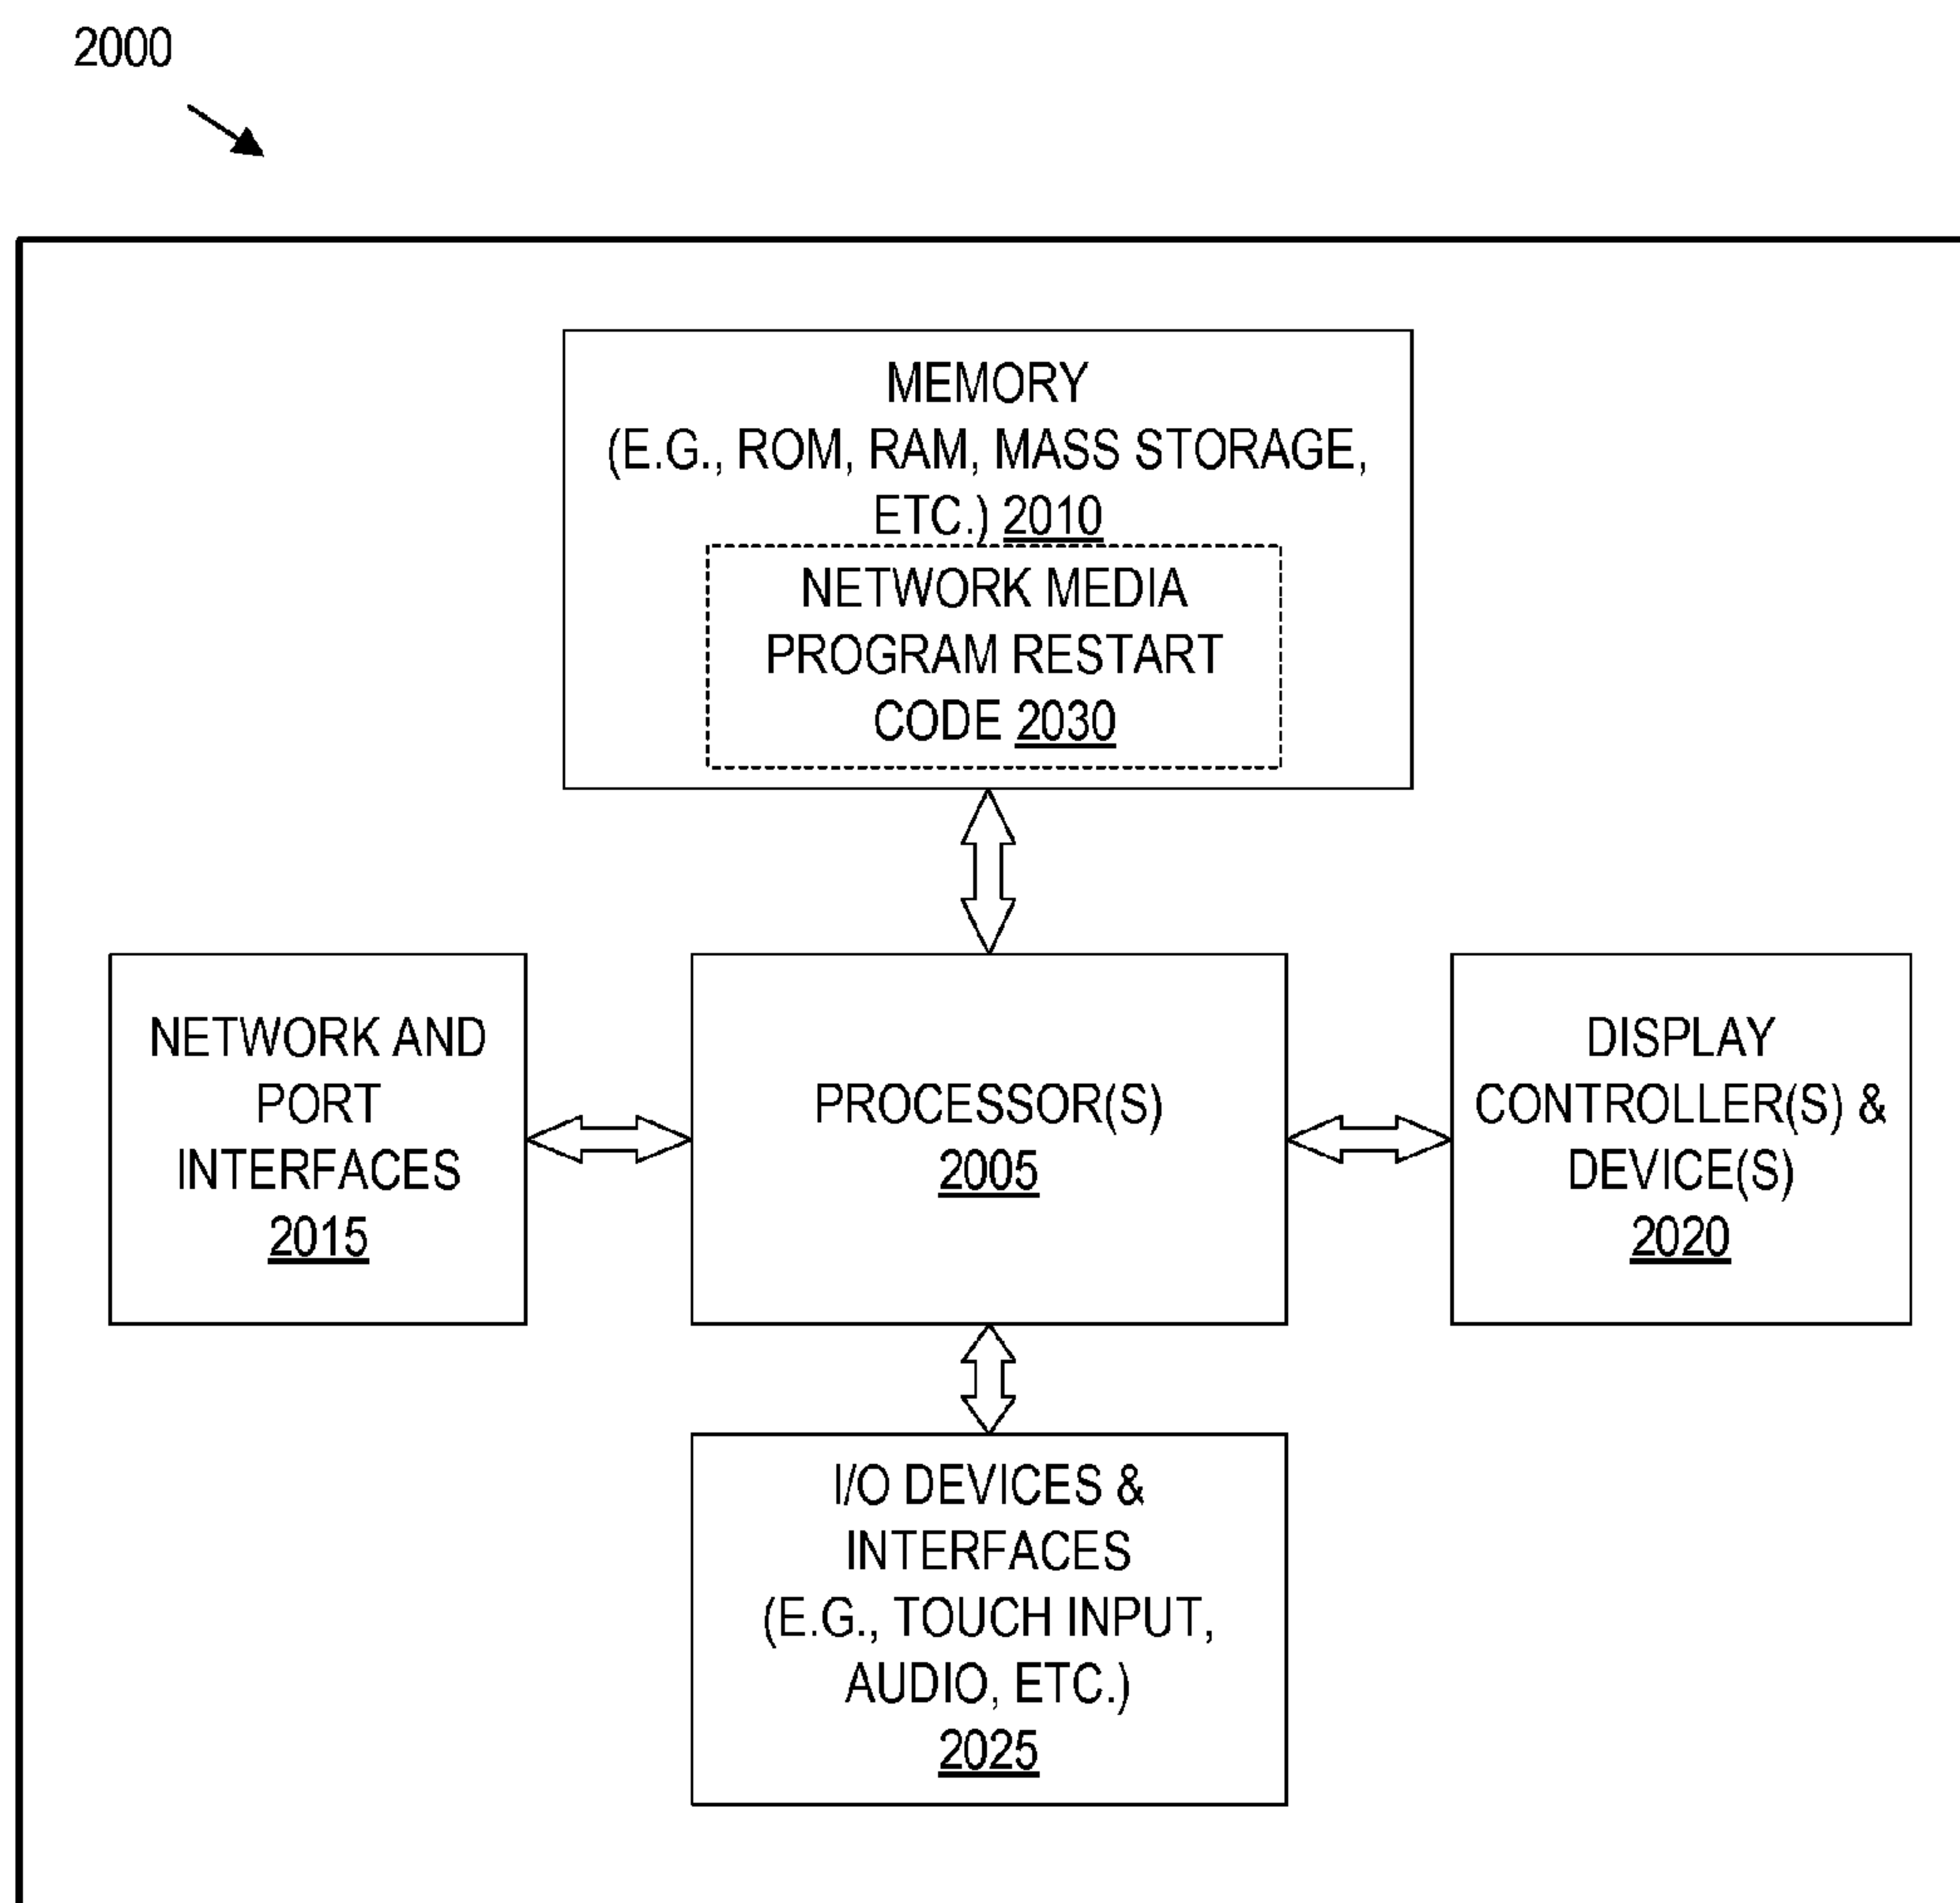 2000
MEMORY
(E.G., ROM, RAM, MASS STORAGE,
ETC.) 2010
NETWORK MEDIA
PROGRAM RESTART
CODE 2030
NETWORK AND
PORT
INTERFACES
2015
PROCESSOR(S)
2005
DISPLAY
CONTROLLER(S) &
DEVICE(S)
2020
I/O DEVICES &
INTERFACES
(E.G., TOUCH INPUT,
AUDIO, ETC.)
2025